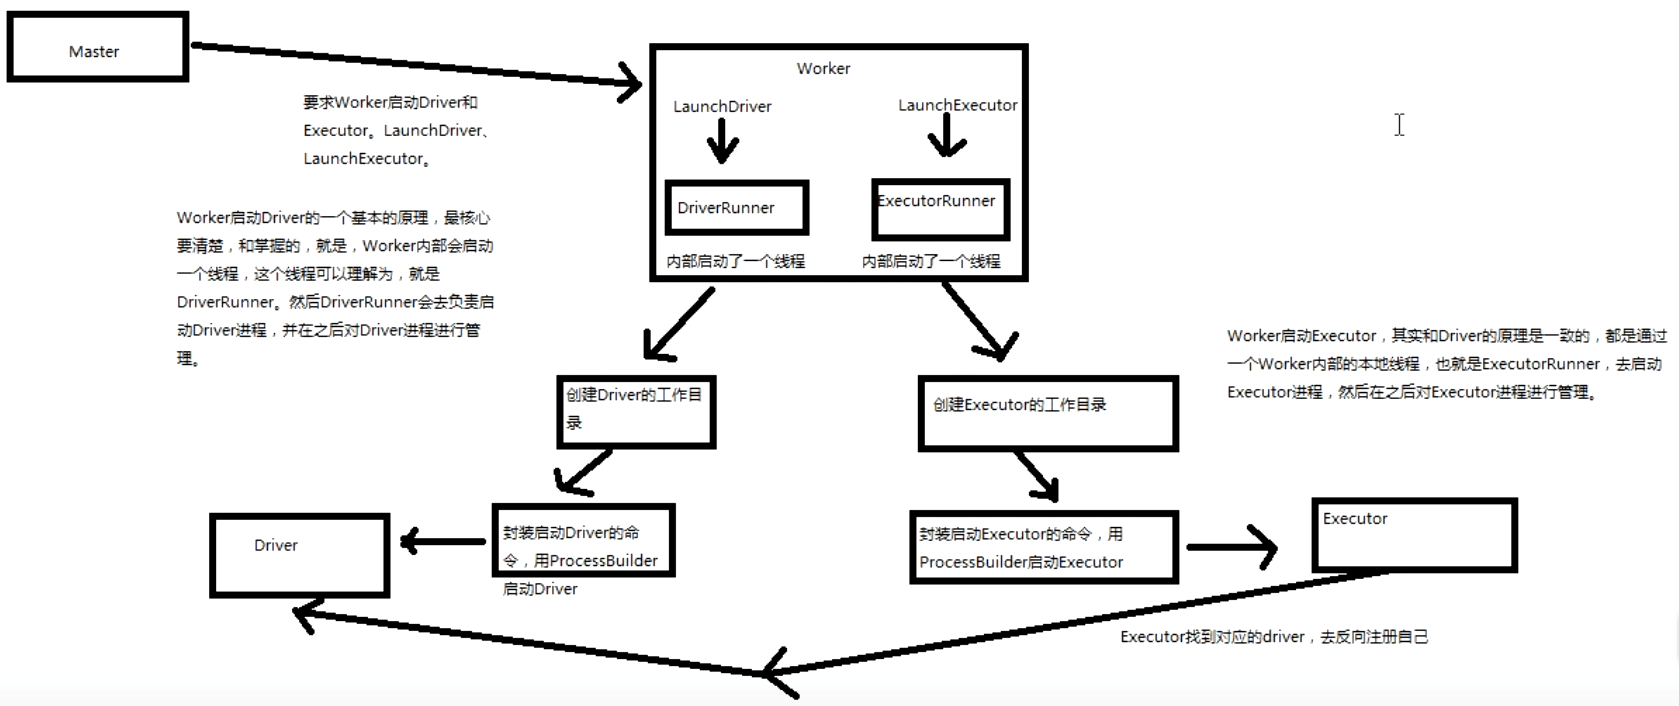 Master
要求Worker启动Driver和
Executor。LaunchDriver、
LaunchExecutor。
Worker
LaunchDriver
LaunchExecutor
DriverRunner
ExecutorRunner
内部启动了一个线程
内部启动了一个线程
Worker启动Driver的一个基本的原理，最核心
要清楚，和掌握的，就是，Worker内部会启动
一个线程，这个线程可以理解为，就是
DriverRunner。然后DriverRunner会去负责启
动Driver进程，并在之后对Driver进程进行管
理。
Worker启动Executor，其实和Driver的原理是一致的，都是通过
一个Worker内部的本地线程，也就是ExecutorRunner，去启动
Executor进程，然后在之后对Executor进程进行管理。
创建Driver的工作目
录
创建Executor的工作目录
Driver
封装启动Driver的命
令，用ProcessBuilder
启动Driver
封装启动Executor的命令，用
ProcessBuilder启动Executor
Executor
Executor找到对应的driver，去反向注册自己